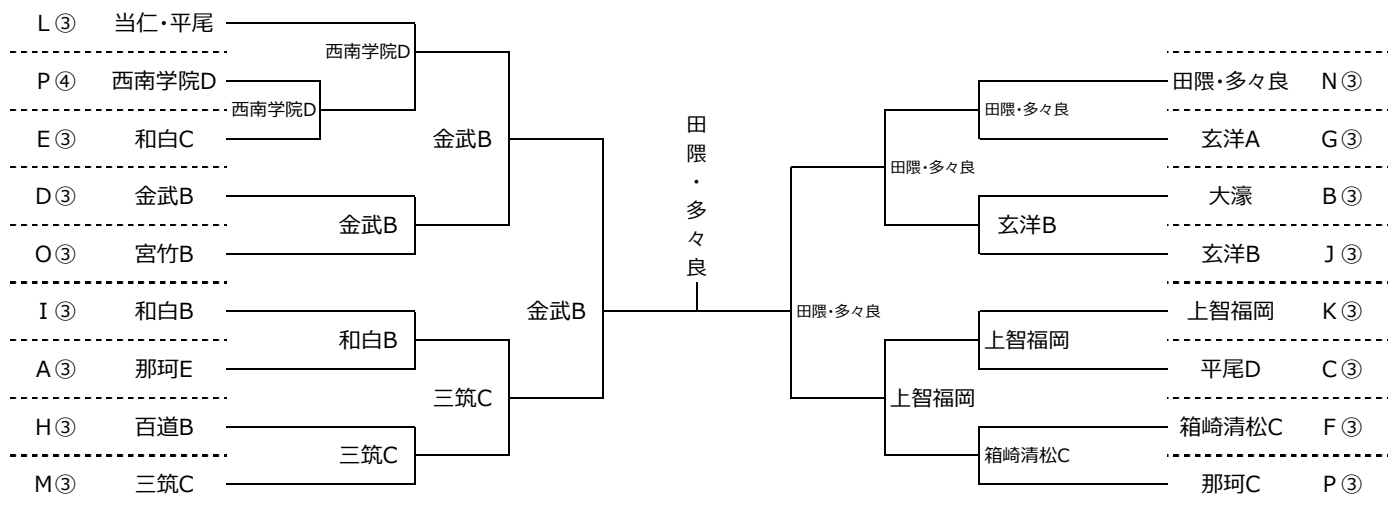 L③ 当仁・平尾
西南学院D
P④ 西南学院D
西南学院D
E③ 和白C
金武B
D③ 金武B
金武B
O③ 宮竹B
金武B
I③ 和白B
和白B
A③ 那珂E
三筑C
H③ 百道B
三筑C
M③ 三筑C
田隈・多々良
田隈・多々良 N③
田隈・多々良
玄洋A G③
田隈・多々良
大濠 B③
玄洋B
玄洋B J③
田隈・多々良
上智福岡 K③
上智福岡
平尾D C③
上智福岡
箱崎清松C F③
箱崎清松C
那珂C P③